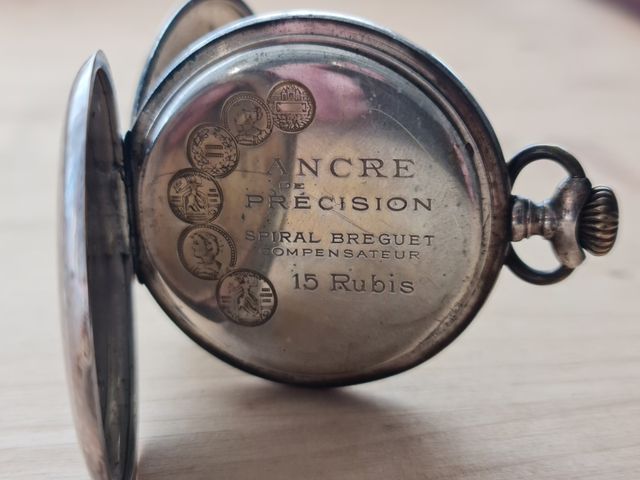 ANCRE
DE
PRÉCISION
SPIRAL BREGUET
COMPENSATEUR
15 Rubis